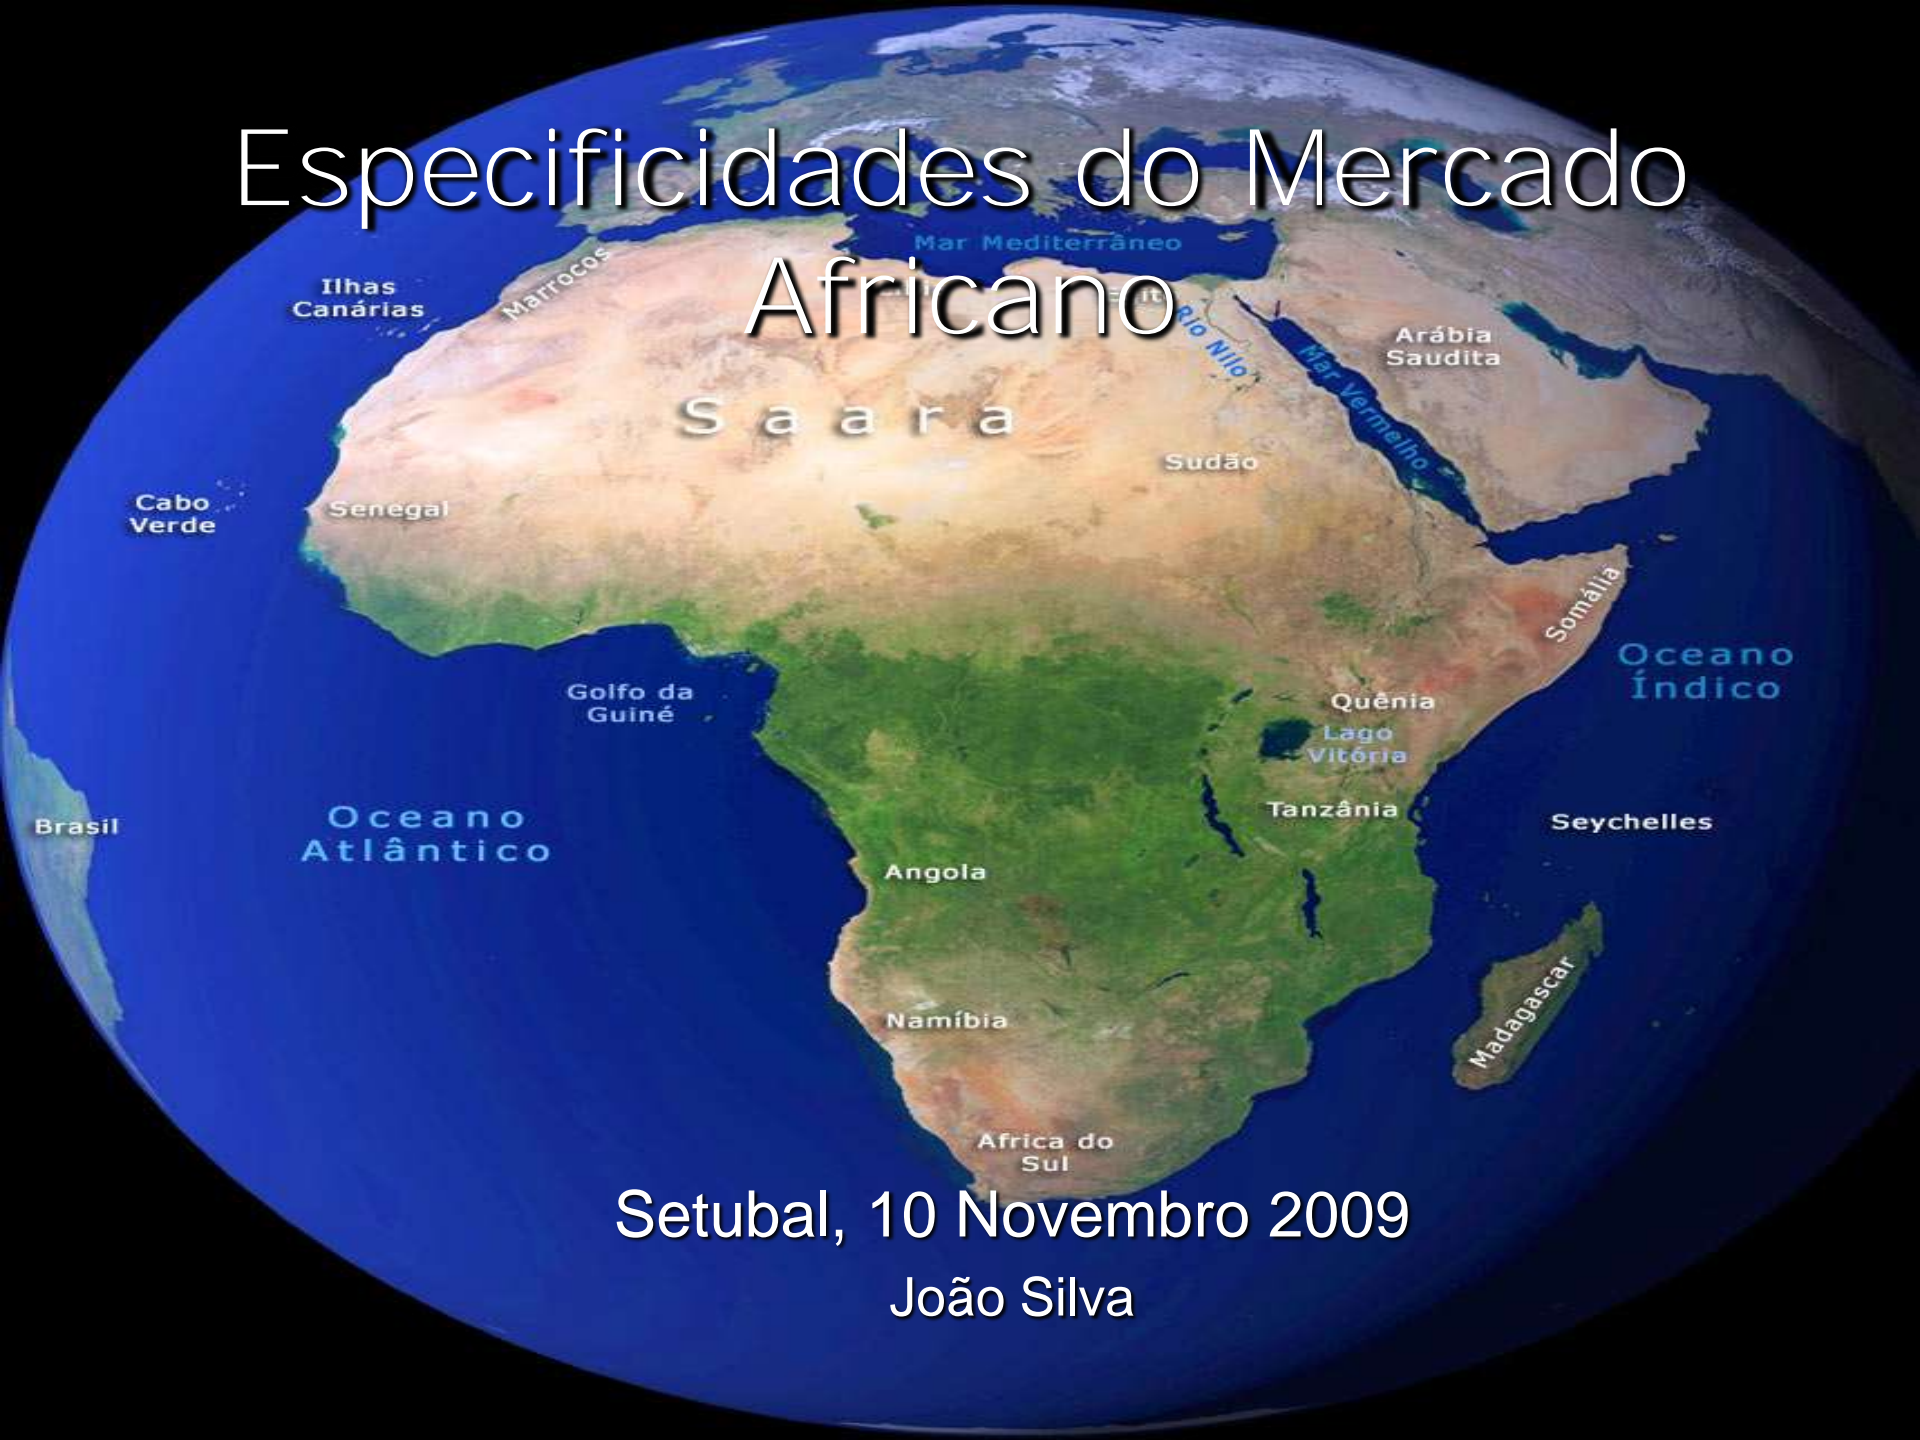 Especificidades do Mercado
Africano
Mar Mediterrâneo
Ilhas
Canárias
Marrocos
Rio Nilo
Arábia
Saudita
Mar Vermelho
Saara
Sudão
Cabo
Verde
Senegal
Somália
Oceano
Índico
Golfo da
Guiné
Quênia
Lago
Vitória
Brasil
Oceano
Atlântico
Tanzânia
Seychelles
Angola
Madagascar
Namíbia
Africa do
Sul
Setubal, 10 Novembro 2009
João Silva